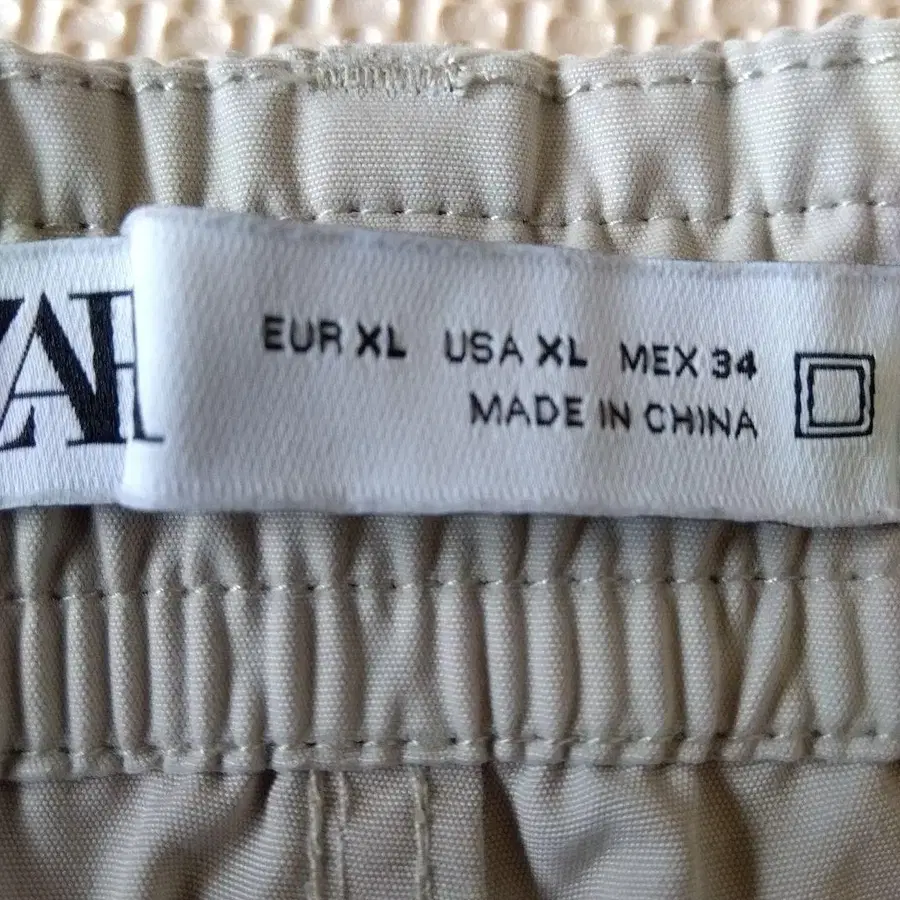 ZAR
EUR XL USA XL MEX 34
MADE IN CHINA